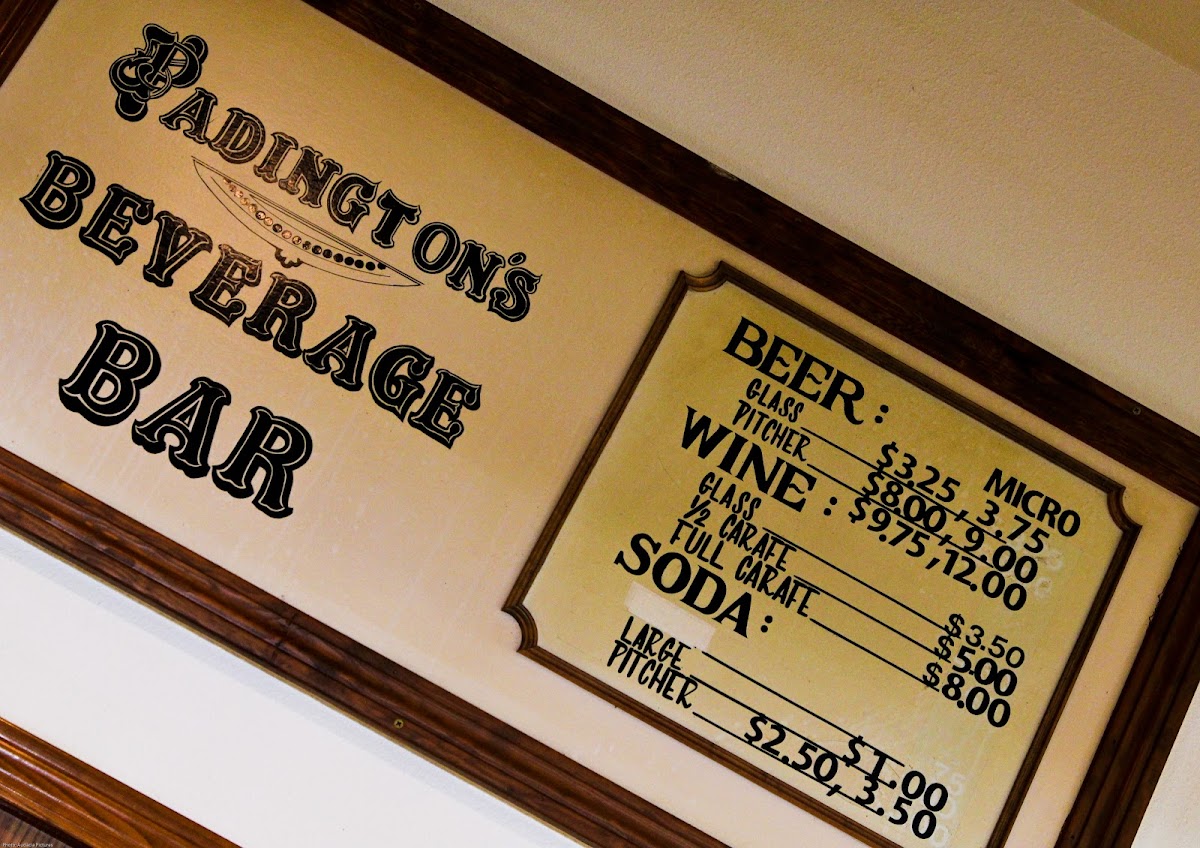 PADINGTON'S
BEVERAGE
BAR
BEER:
MICRO
GLASS $3.25, 3.75
PITCHER $8.00, 9.00
$9.75, 12.00
WINE:
GLASS $3.50
½ CARAFE $5.00
FULL CARAFE $8.00
SODA:
LARGE $1.00
PITCHER $2.50, 3.50